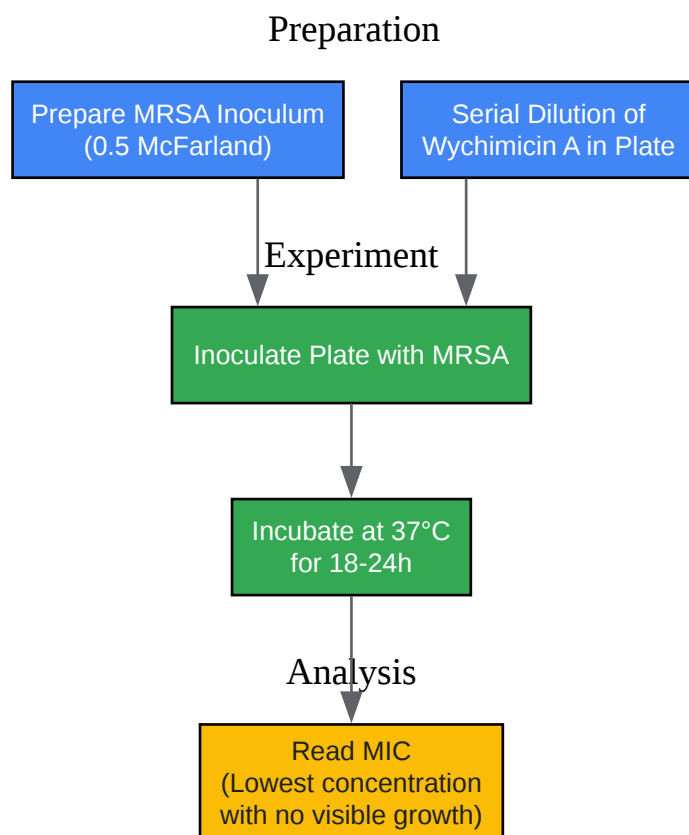 Preparation
Prepare MRSA Inoculum
(0.5 McFarland)
Serial Dilution of
Wychimicin A in Plate
Experiment
Inoculate Plate with MRSA
Incubate at 37°C
for 18-24h
Analysis
Read MIC
(Lowest concentration
with no visible growth)